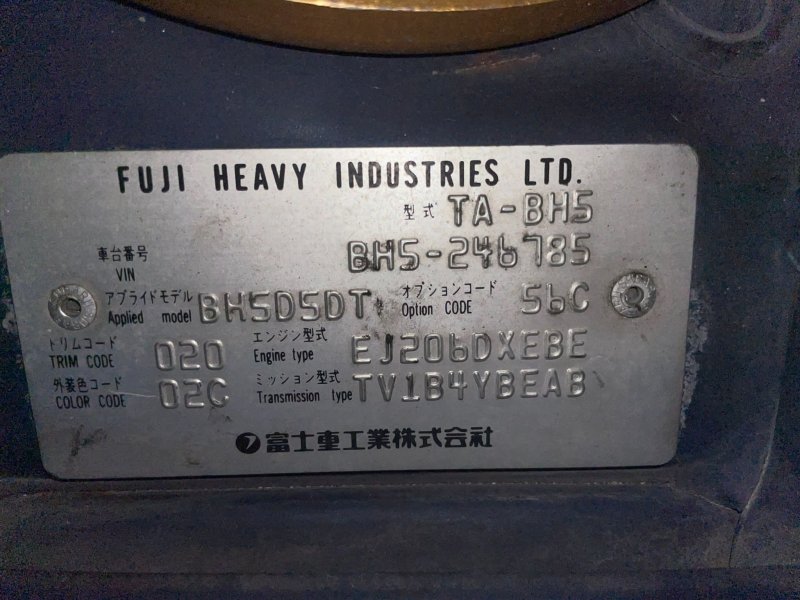 FUJI HEAVY INDUSTRIES LTD.
型式 TA-BH5
車台番号 VIN BH5-246785
アプライドモデル Applied model BH5D5DT オプションコード Option CODE 56C
トリムコード TRIM CODE 020 エンジン型式 Engine type EJ206DXEBE
外装色コード COLOR CODE 02C ミッション型式 Transmission type TV1B4YBEAB
富士重工業株式会社